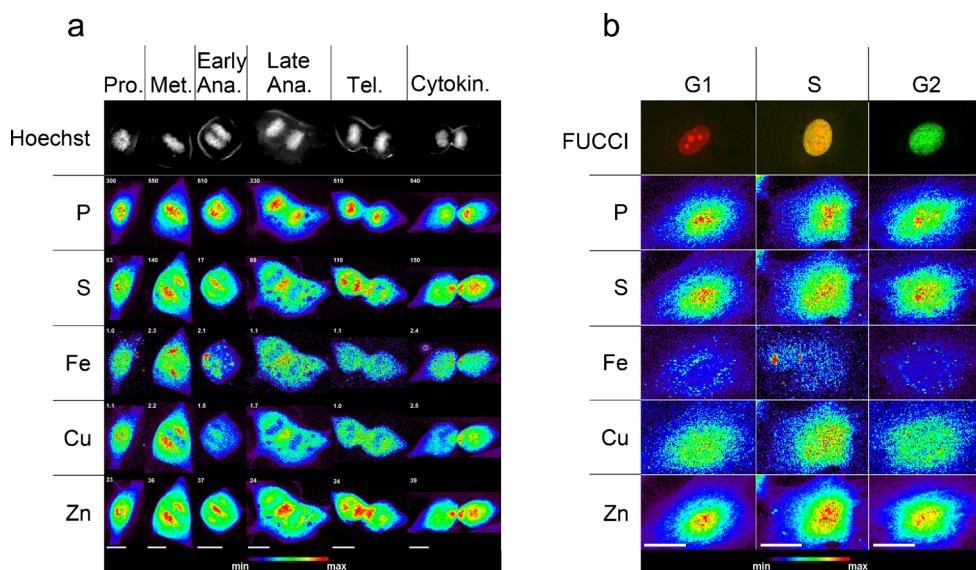 a
Pro. Met. Early Ana. Late Ana. Tel. Cytokin.
Hoechst
300 550 610 330 510 540
P
83 140 17 88 110 150
S
1.0 2.3 2.1 1.1 1.1 2.4
Fe
1.1 2.2 1.5 1.7 1.0 2.5
Cu
23 36 37 24 24 39
Zn
min max
b
G1 S G2
FUCCI
P
S
Fe
Cu
Zn
min max